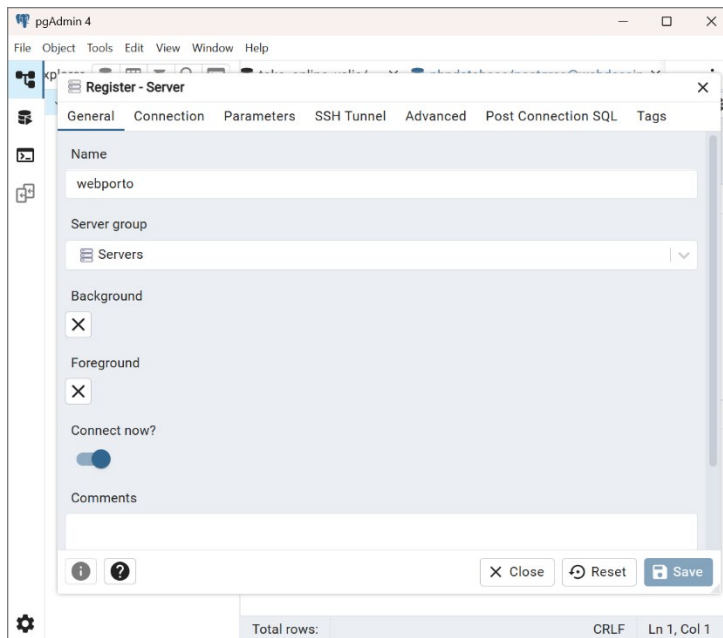 pgAdmin 4
File Object Tools Edit View Window Help
Register - Server
General Connection Parameters SSH Tunnel Advanced Post Connection SQL Tags
Name
webporto
Server group
Servers
Background
Foreground
Connect now?
Comments
Close Reset Save
Total rows: CRLF Ln 1, Col 1